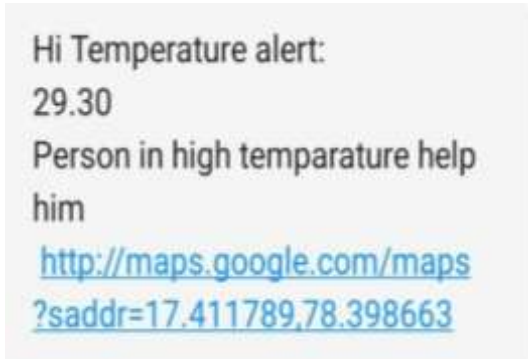 Hi Temperature alert:
29.30
Person in high temparature help
him
http://maps.google.com/maps
?saddr=17.411789,78.398663